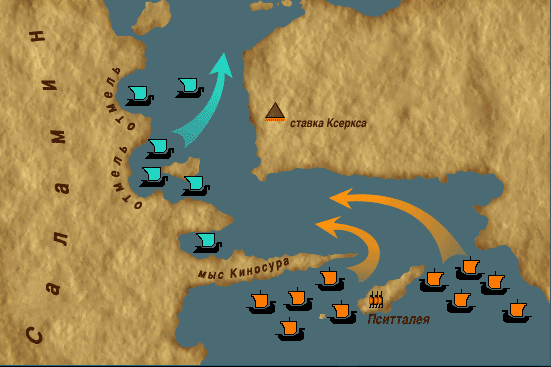 Саламин
отмель
отмель
ставка Ксеркса
мыс Киносура
Пситталея